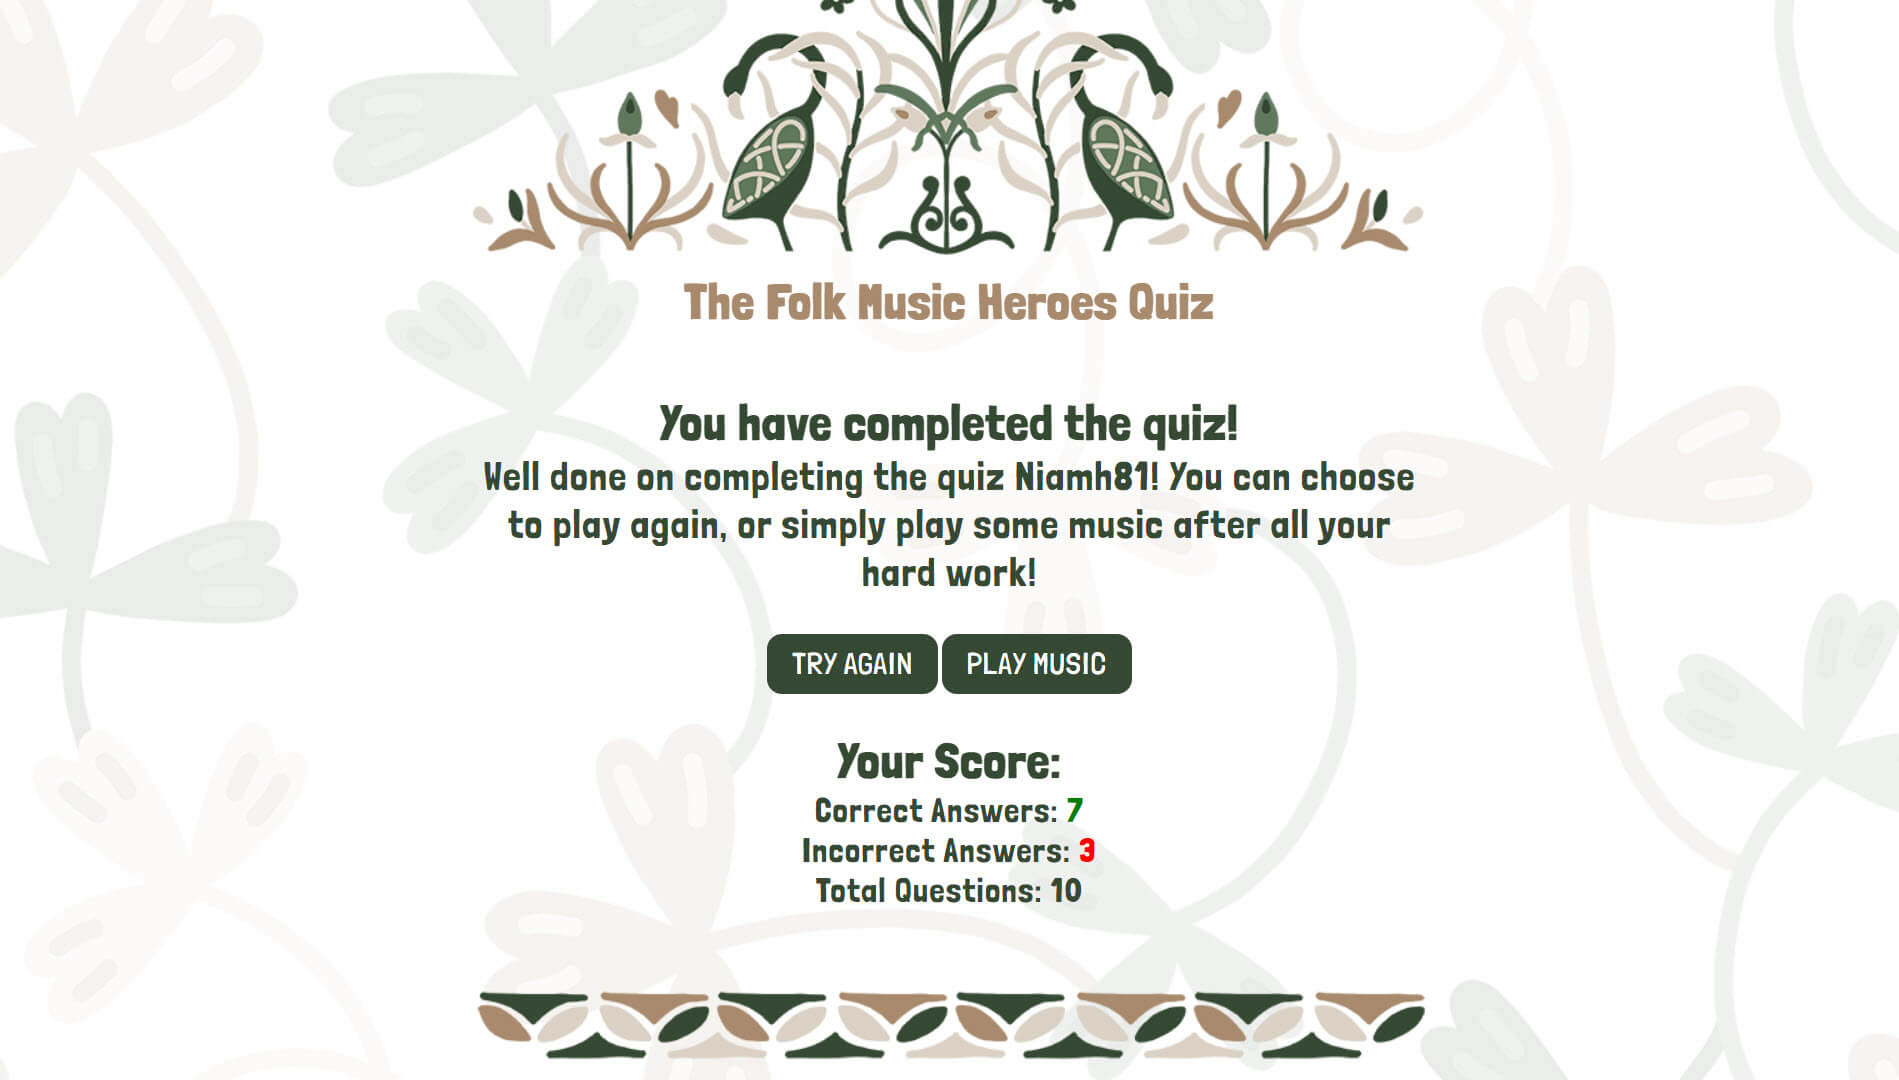 The Folk Music Heroes Quiz
You have completed the quiz!
Well done on completing the quiz Niamh81! You can choose
to play again, or simply play some music after all your
hard work!
TRY AGAIN PLAY MUSIC
Your Score:
Correct Answers: 7
Incorrect Answers: 3
Total Questions: 10